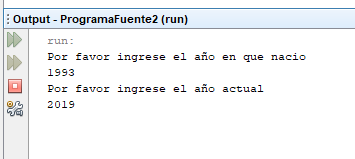 Output - ProgramaFuente2 (run)
run:
Por favor ingrese el año en que nacio
1993
Por favor ingrese el año actual
2019